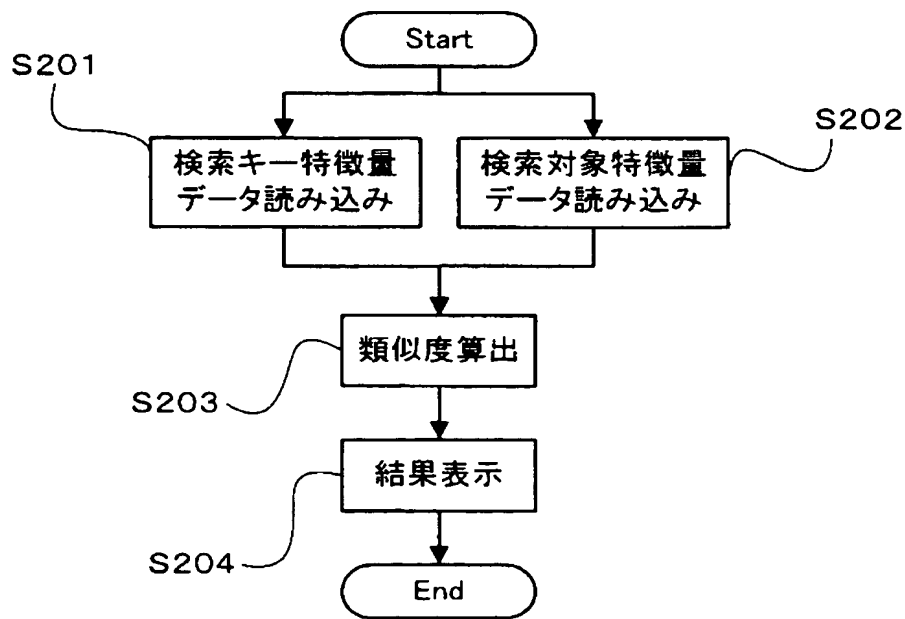 Start
S201
検索キー特徴量
データ読み込み
S202
検索対象特徴量
データ読み込み
類似度算出
S203
結果表示
S204
End